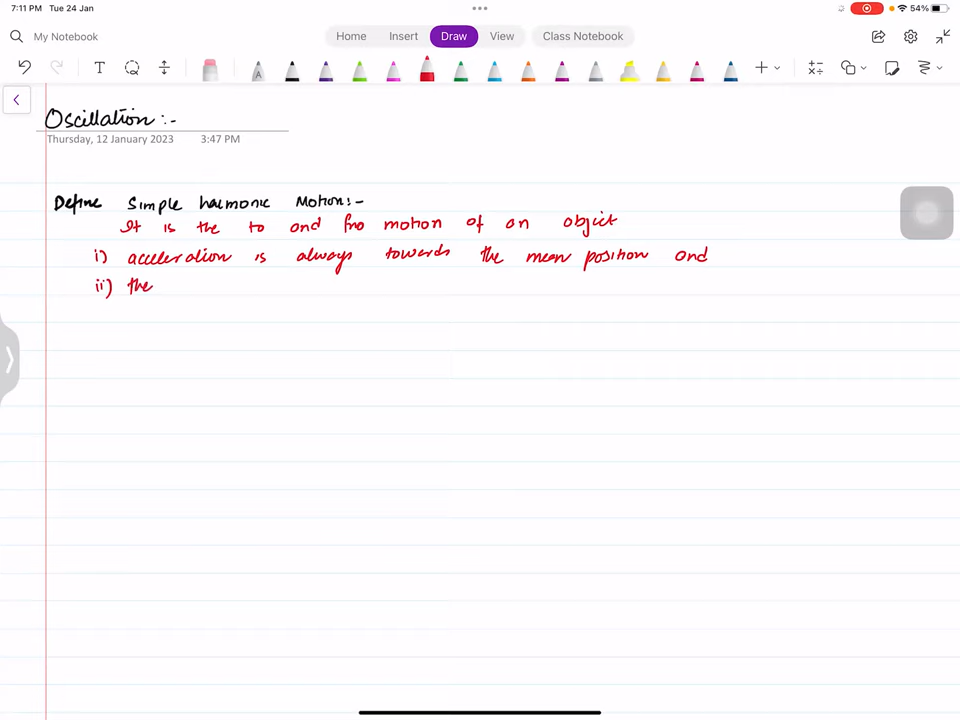 7:11 PM Tue 24 Jan
54%
My Notebook
Home Insert Draw View Class Notebook
T
A
Oscillation :-
Thursday, 12 January 2023 3:47 PM
Define Simple harmonic Motion:-
It is the to and fro motion of an object
i) acceleration is always towards the mean position and
ii) the